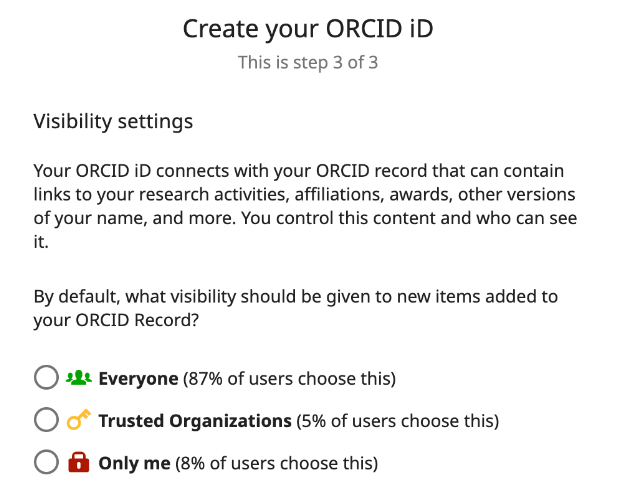 Create your ORCID iD
This is step 3 of 3
Visibility settings
Your ORCID iD connects with your ORCID record that can contain
links to your research activities, affiliations, awards, other versions
of your name, and more. You control this content and who can see
it.
By default, what visibility should be given to new items added to
your ORCID Record?
Everyone (87% of users choose this)
Trusted Organizations (5% of users choose this)
Only me (8% of users choose this)